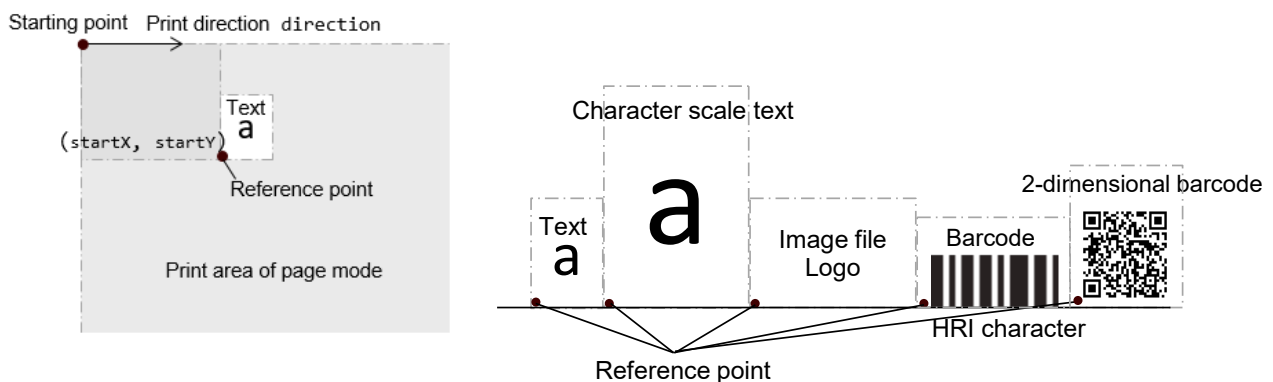 Starting point
Print direction direction
Text
a
(startX, startY)
Reference point
Print area of page mode
Character scale text
a
Text
a
Image file
Logo
Barcode
2-dimensional barcode
HRI character
Reference point